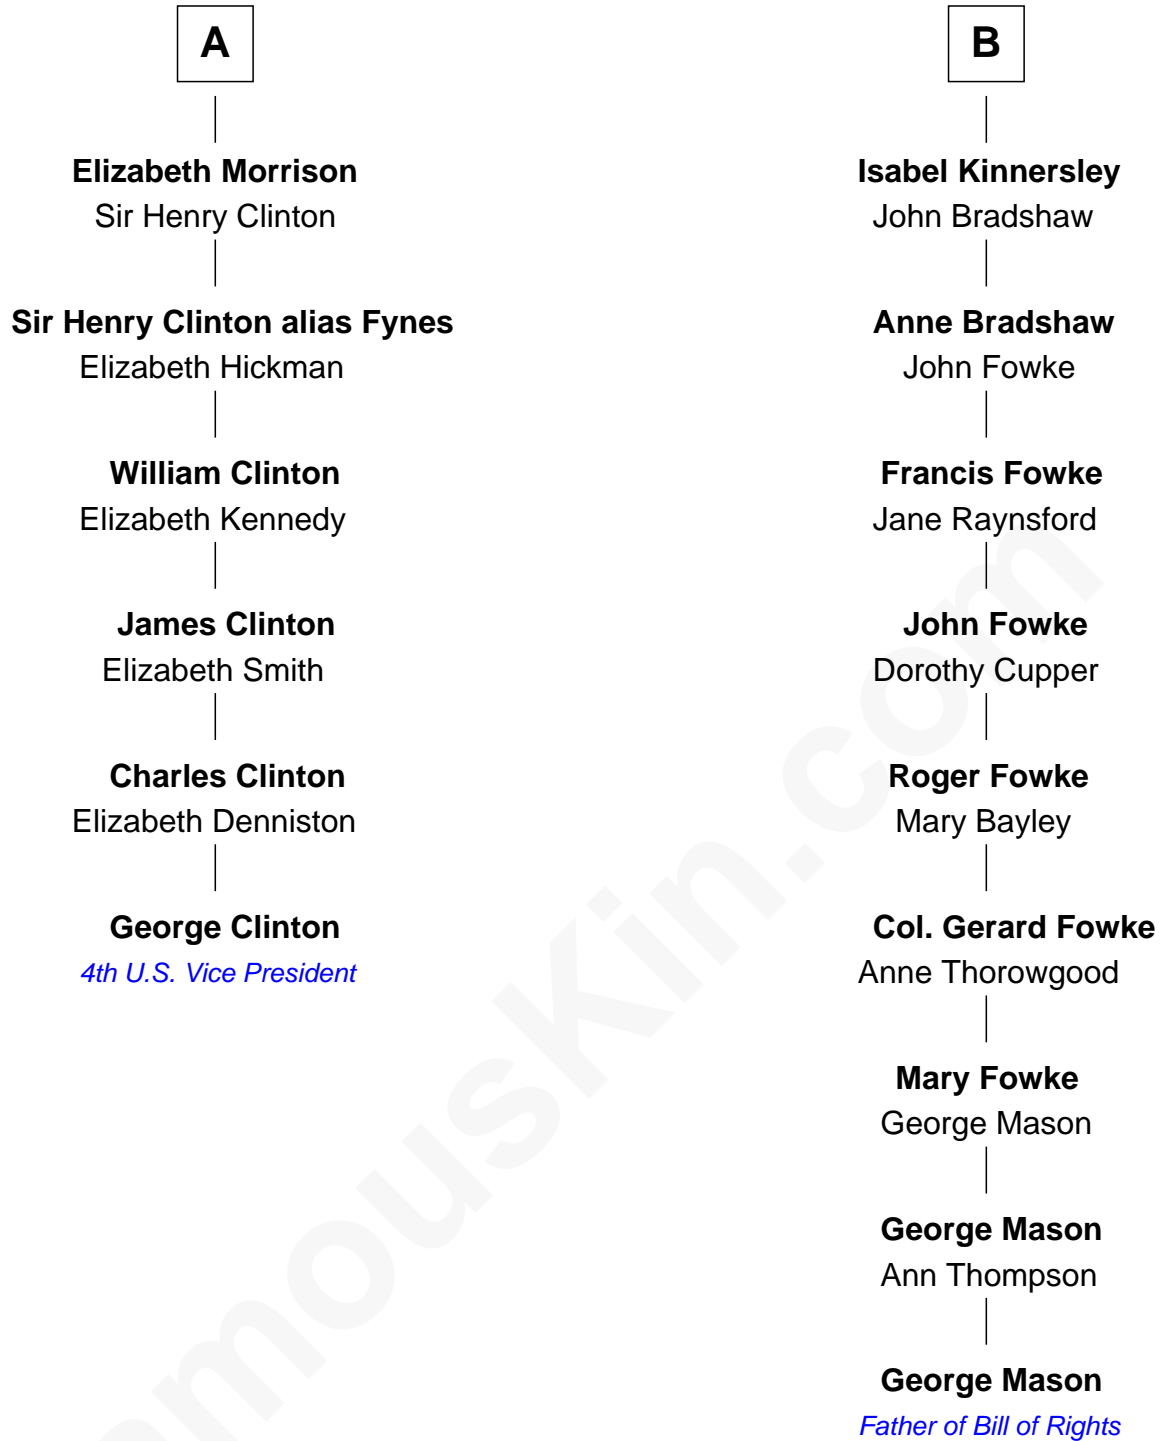 A
Elizabeth Morrison
Sir Henry Clinton
Sir Henry Clinton alias Fynes
Elizabeth Hickman
William Clinton
Elizabeth Kennedy
James Clinton
Elizabeth Smith
Charles Clinton
Elizabeth Denniston
George Clinton
4th U.S. Vice President
B
Isabel Kinnersley
John Bradshaw
Anne Bradshaw
John Fowke
Francis Fowke
Jane Raynsford
John Fowke
Dorothy Cupper
Roger Fowke
Mary Bayley
Col. Gerard Fowke
Anne Thorowgood
Mary Fowke
George Mason
George Mason
Ann Thompson
George Mason
Father of Bill of Rights
amouskin.com